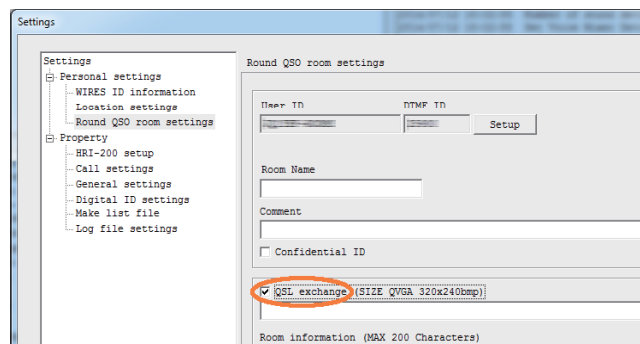 Settings
Settings
Personal settings
WIRES ID information
Location settings
Round QSO room settings
Property
HRI-200 setup
Call settings
General settings
Digital ID settings
Make list file
Log file settings
Round QSO room settings
User ID DTMF ID
Setup
Room Name
Comment
Confidential ID
QSL exchange (SIZE QVGA 320x240bmp)
Room information (MAX 200 Characters)